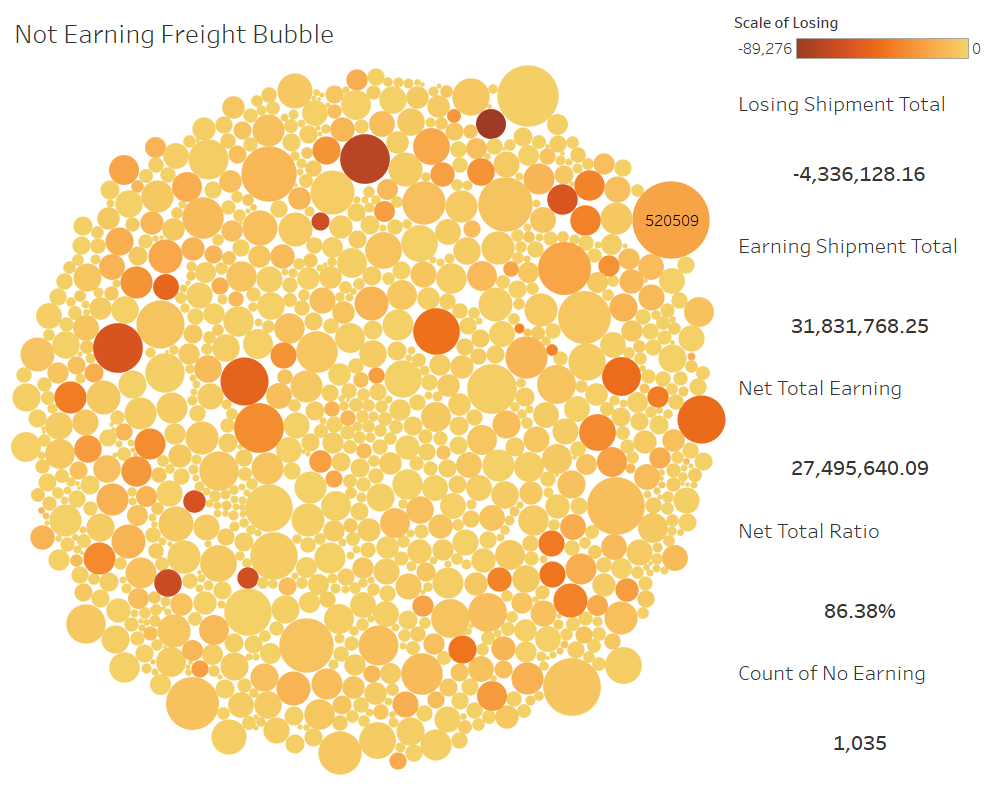 Not Earning Freight Bubble
Scale of Losing
-89,276 0
Losing Shipment Total
-4,336,128.16
520509
Earning Shipment Total
31,831,768.25
Net Total Earning
27,495,640.09
Net Total Ratio
86.38%
Count of No Earning
1,035